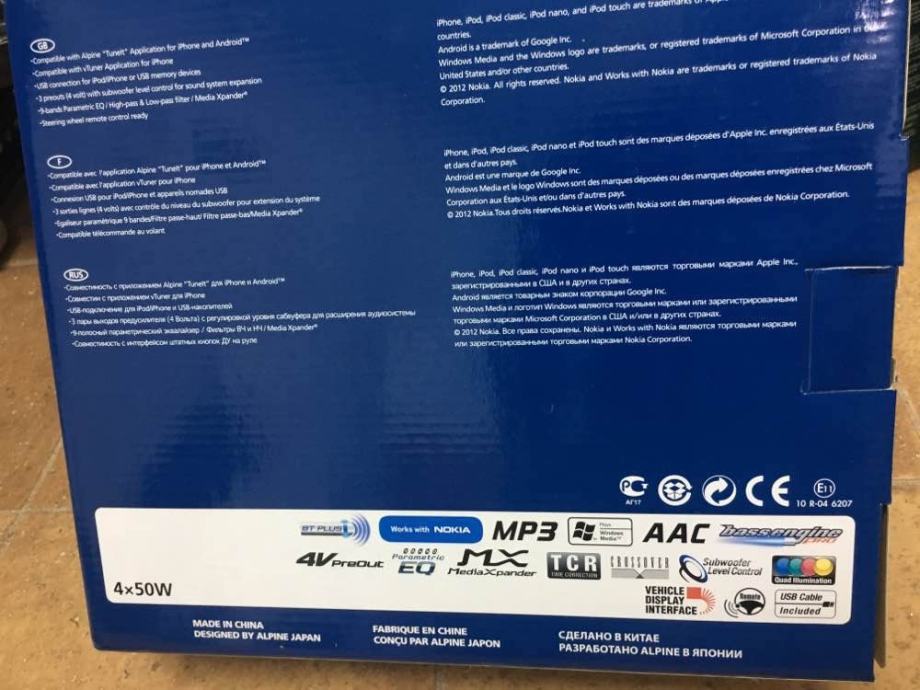 GB
·Compatible with Alpine "TuneIt" Application for iPhone and Android™
·Compatible with vTuner Application for iPhone
·USB connection for iPod/iPhone or USB memory devices
·3 preouts (4 volt) with subwoofer level control for sound system expansion
·9-bands Parametric EQ / High-pass & Low-pass filter / Media Xpander®
·Steering wheel remote control ready
iPhone, iPod, iPod classic, iPod nano, and iPod touch are trademarks of
countries.
Android is a trademark of Google Inc.
Windows Media and the Windows logo are trademarks, or registered trademarks of Microsoft Corporation in the
United States and/or other countries.
© 2012 Nokia. All rights reserved. Nokia and Works with Nokia are trademarks or registered trademarks of Nokia
Corporation.
F
·Compatible avec l'application Alpine "TuneIt" pour iPhone et Android™
·Compatible avec l'application vTuner pour iPhone
·Connexion USB pour iPod/iPhone et appareils nomades USB
·3 sorties lignes (4 volts) avec contrôle du niveau du subwoofer pour extension du système
·Egaliseur paramétrique 9 bandes/Filtre passe-haut/ Filtre passe-bas/Media Xpander®
·Compatible télécommande au volant
iPhone, iPod, iPod classic, iPod nano et iPod touch sont des marques déposées d'Apple Inc. enregistrées aux États-Unis
et dans d'autres pays.
Android est une marque de Google Inc.
Windows Media et le logo Windows sont des marques déposées ou des marques déposées enregistrées chez Microsoft
Corporation aux États-Unis et/ou dans d'autres pays.
© 2012 Nokia.Tous droits réservés.Nokia et Works with Nokia sont des marques déposées de Nokia Corporation.
RUS
·Совместимость с приложением Alpine "TuneIt" для iPhone и Android™
·Совместим с приложением vTuner для iPhone
·USB-подключение для iPod/iPhone и USB-накопителей
·3 пары выходов предусилителя (4 Вольта) с регулировкой уровня сабвуфера для расширения аудиосистемы
·9-полосный параметрический эквалайзер / Фильтры ВЧ и НЧ / Media Xpander®
·Совместимость с интерфейсом штатных кнопок ДУ на руле
iPhone, iPod, iPod classic, iPod nano и iPod touch являются торговыми марками Apple Inc.,
зарегистрированными в США и в других странах.
Android является товарным знаком корпорации Google Inc.
Windows Media и логотип Windows являются торговыми марками или зарегистрированными
торговыми марками Microsoft Corporation в США и/или в других странах.
© 2012 Nokia. Все права сохранены. Nokia и Works with Nokia являются торговыми марками
или зарегистрированными торговыми марками Nokia Corporation.
АГ17
CE
E11
10 R-04 6207
BT PLUS
Works with NOKIA
MP3
Plays Windows Media™
AAC
bassengine PRO
4V PreOut
Parametric EQ
MX MediaXpander
TCR TIME CORRECTION
CROSSOVER
Subwoofer Level Control
Quad Illumination
4×50W
VEHICLE DISPLAY INTERFACE
Remote
USB Cable Included
MADE IN CHINA
DESIGNED BY ALPINE JAPAN
FABRIQUE EN CHINE
CONÇU PAR ALPINE JAPON
СДЕЛАНО В КИТАЕ
РАЗРАБОТАНО ALPINE В ЯПОНИИ